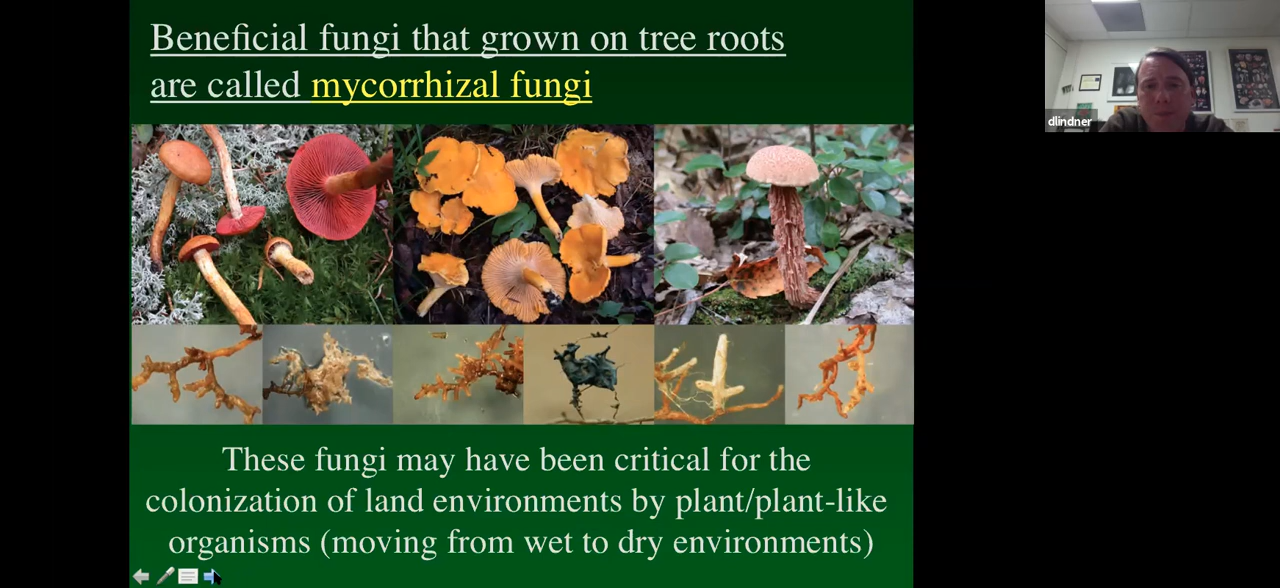 Beneficial fungi that grown on tree roots
are called mycorrhizal fungi
dlindner
These fungi may have been critical for the
colonization of land environments by plant/plant-like
organisms (moving from wet to dry environments)